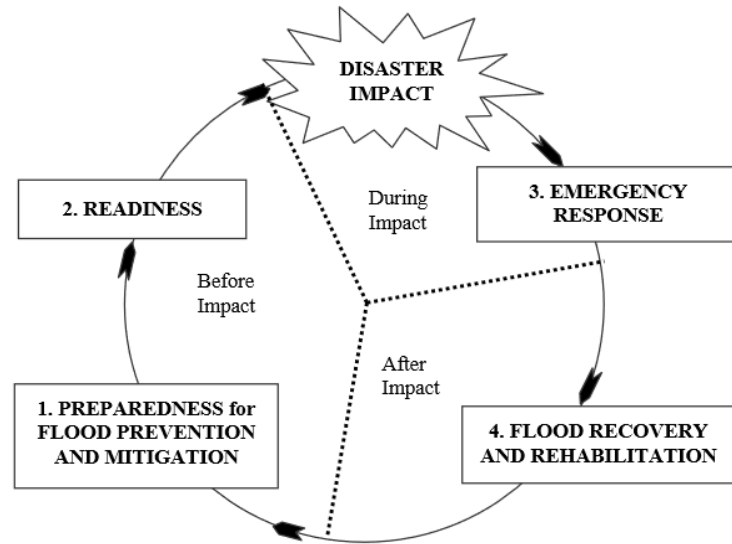 DISASTER
IMPACT
2. READINESS
During
Impact
3. EMERGENCY
RESPONSE
Before
Impact
After
Impact
1. PREPAREDNESS for
FLOOD PREVENTION
AND MITIGATION
4. FLOOD RECOVERY
AND REHABILITATION